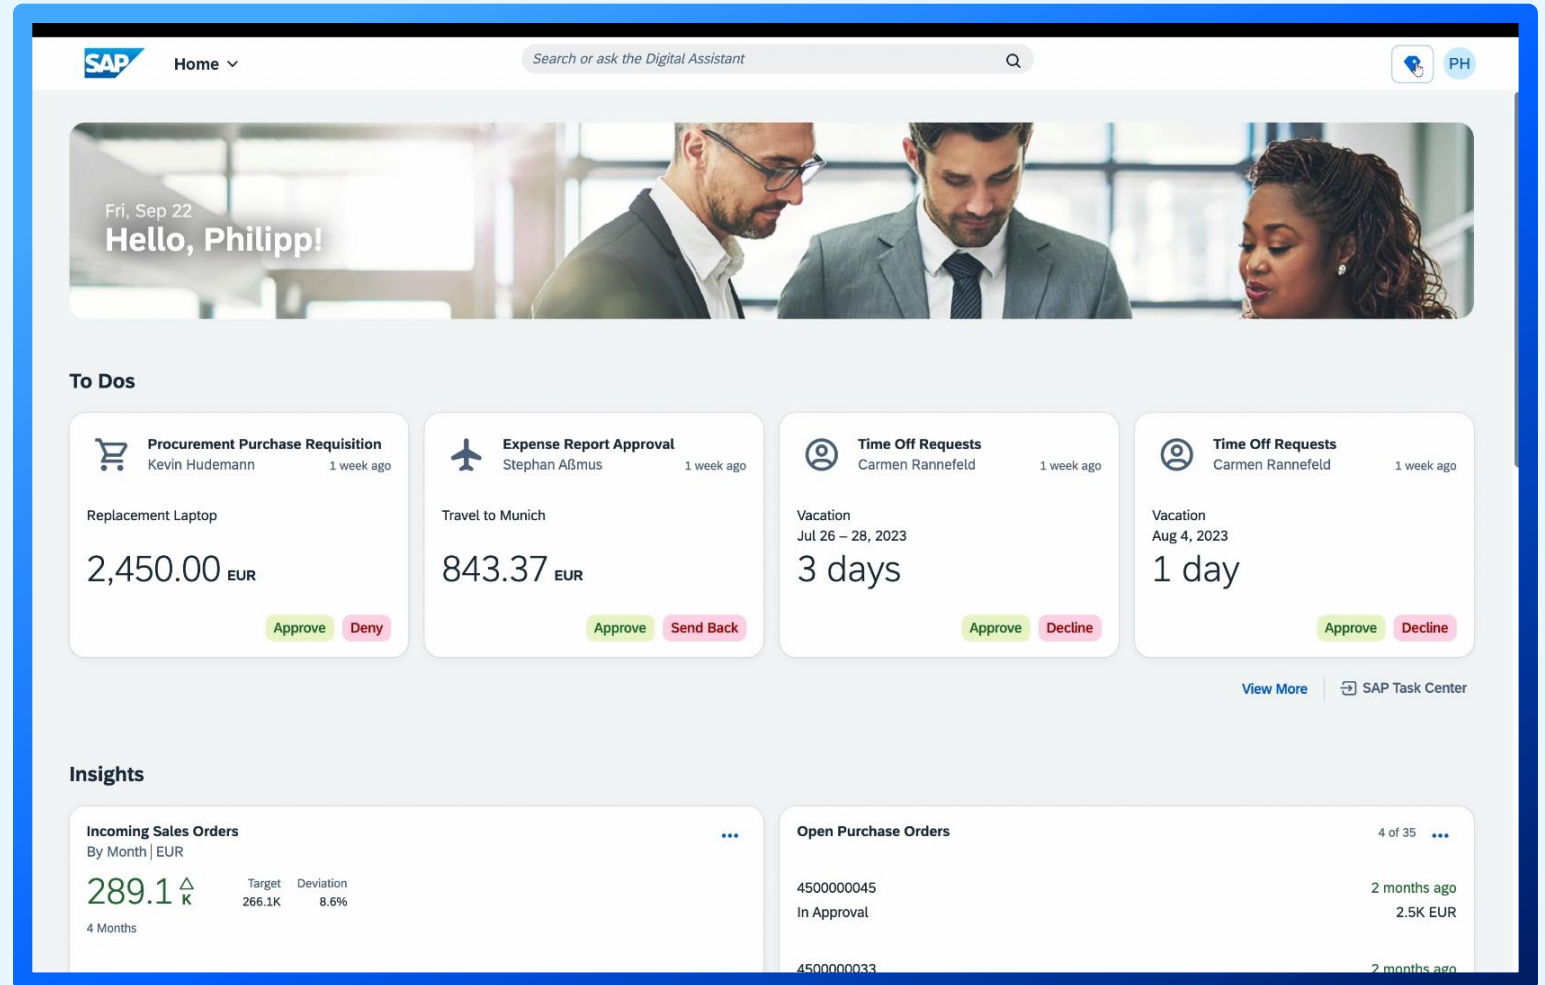 SAP
Home
Search or ask the Digital Assistant
PH
Fri, Sep 22
Hello, Philipp!
To Dos
Procurement Purchase Requisition
Kevin Hudemann 1 week ago
Replacement Laptop
2,450.00 EUR
Approve Deny
Expense Report Approval
Stephan Aßmus 1 week ago
Travel to Munich
843.37 EUR
Approve Send Back
Time Off Requests
Carmen Rannefeld 1 week ago
Vacation
Jul 26 – 28, 2023
3 days
Approve Decline
Time Off Requests
Carmen Rannefeld 1 week ago
Vacation
Aug 4, 2023
1 day
Approve Decline
View More SAP Task Center
Insights
Incoming Sales Orders
By Month | EUR
289.1 K
Target Deviation
266.1K 8.6%
4 Months
Open Purchase Orders 4 of 35
4500000045 2 months ago
In Approval 2.5K EUR
4500000033 2 months ago